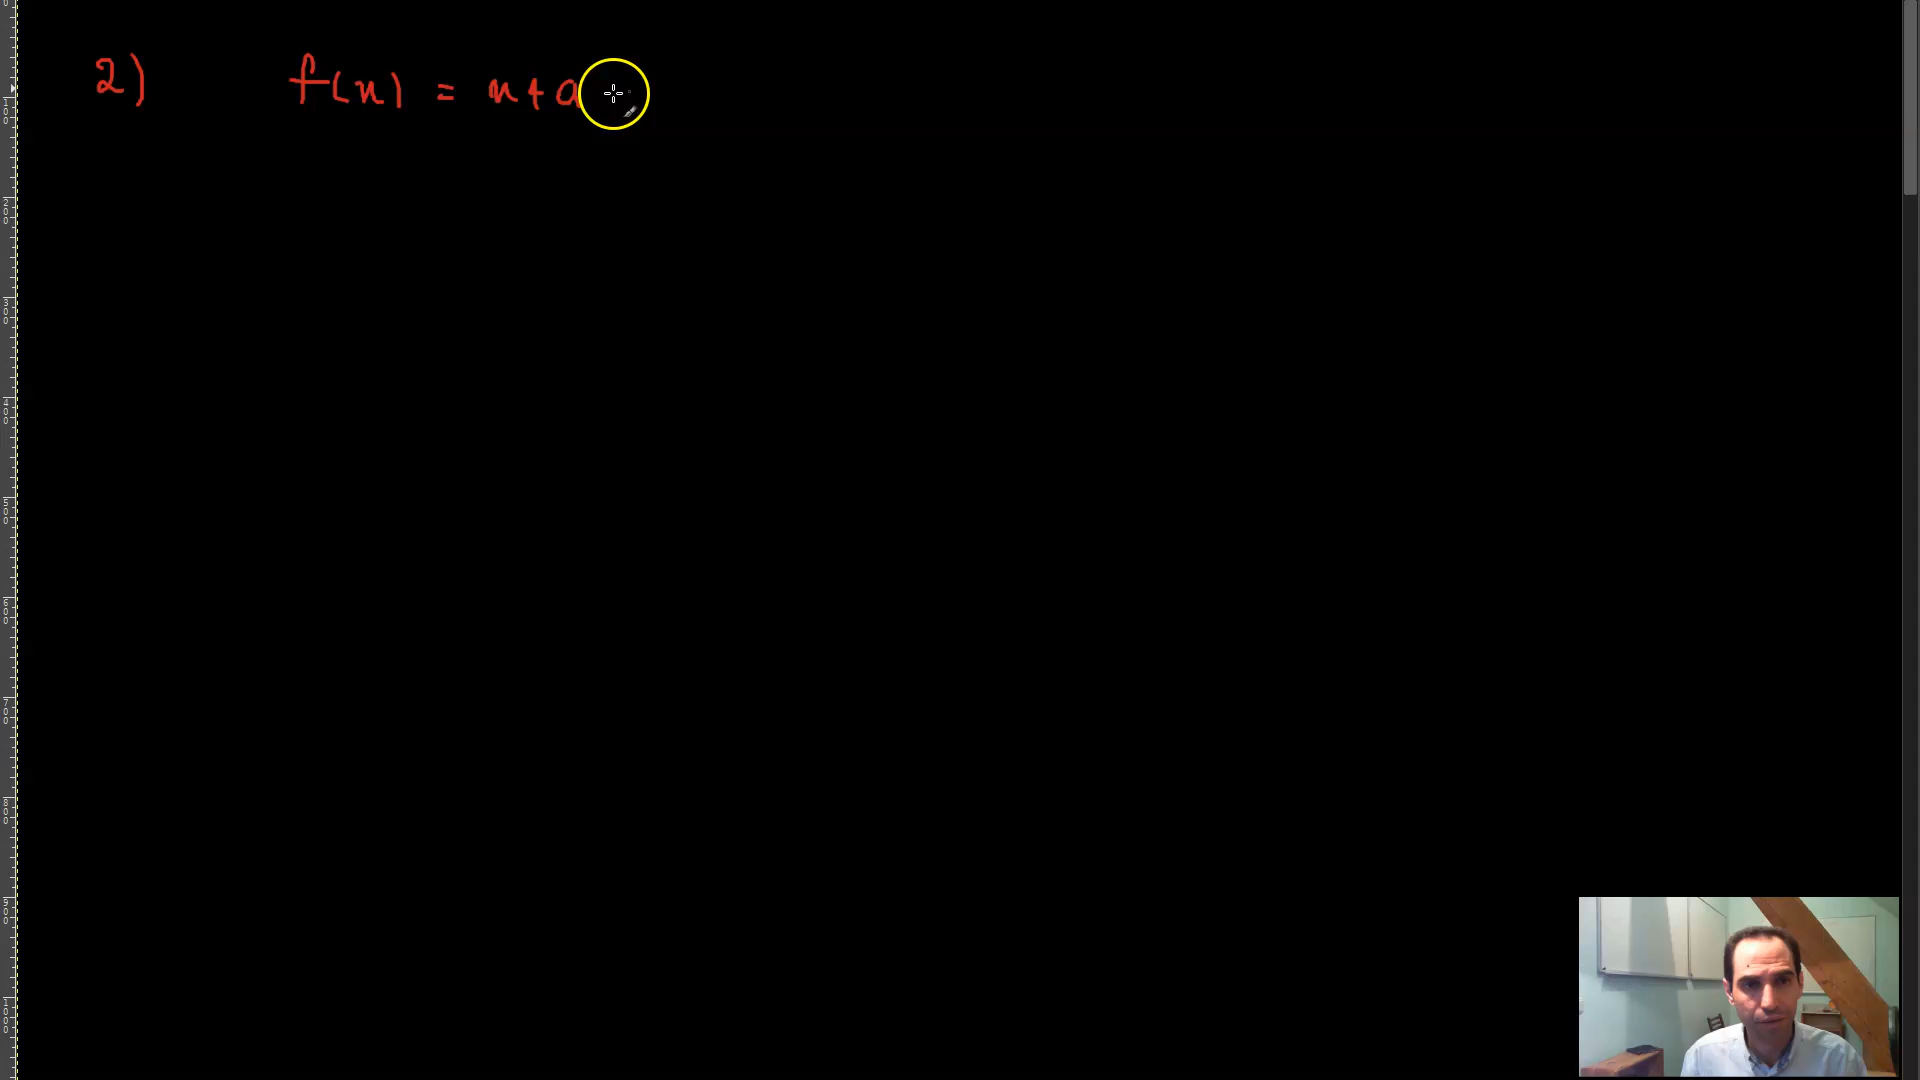 2) f(x) = x + a